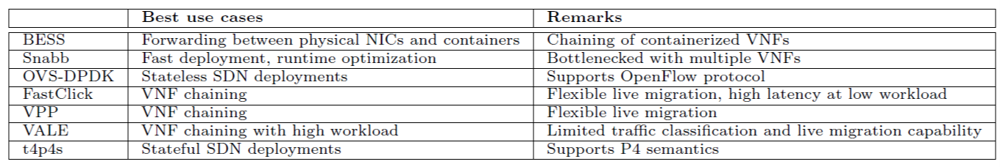 Best use cases Remarks
BESS Forwarding between physical NICs and containers Chaining of containerized VNFs
Snabb Fast deployment, runtime optimization Bottlenecked with multiple VNFs
OVS-DPDK Stateless SDN deployments Supports OpenFlow protocol
FastClick VNF chaining Flexible live migration, high latency at low workload
VPP VNF chaining Flexible live migration
VALE VNF chaining with high workload Limited traffic classification and live migration capability
t4p4s Stateful SDN deployments Supports P4 semantics